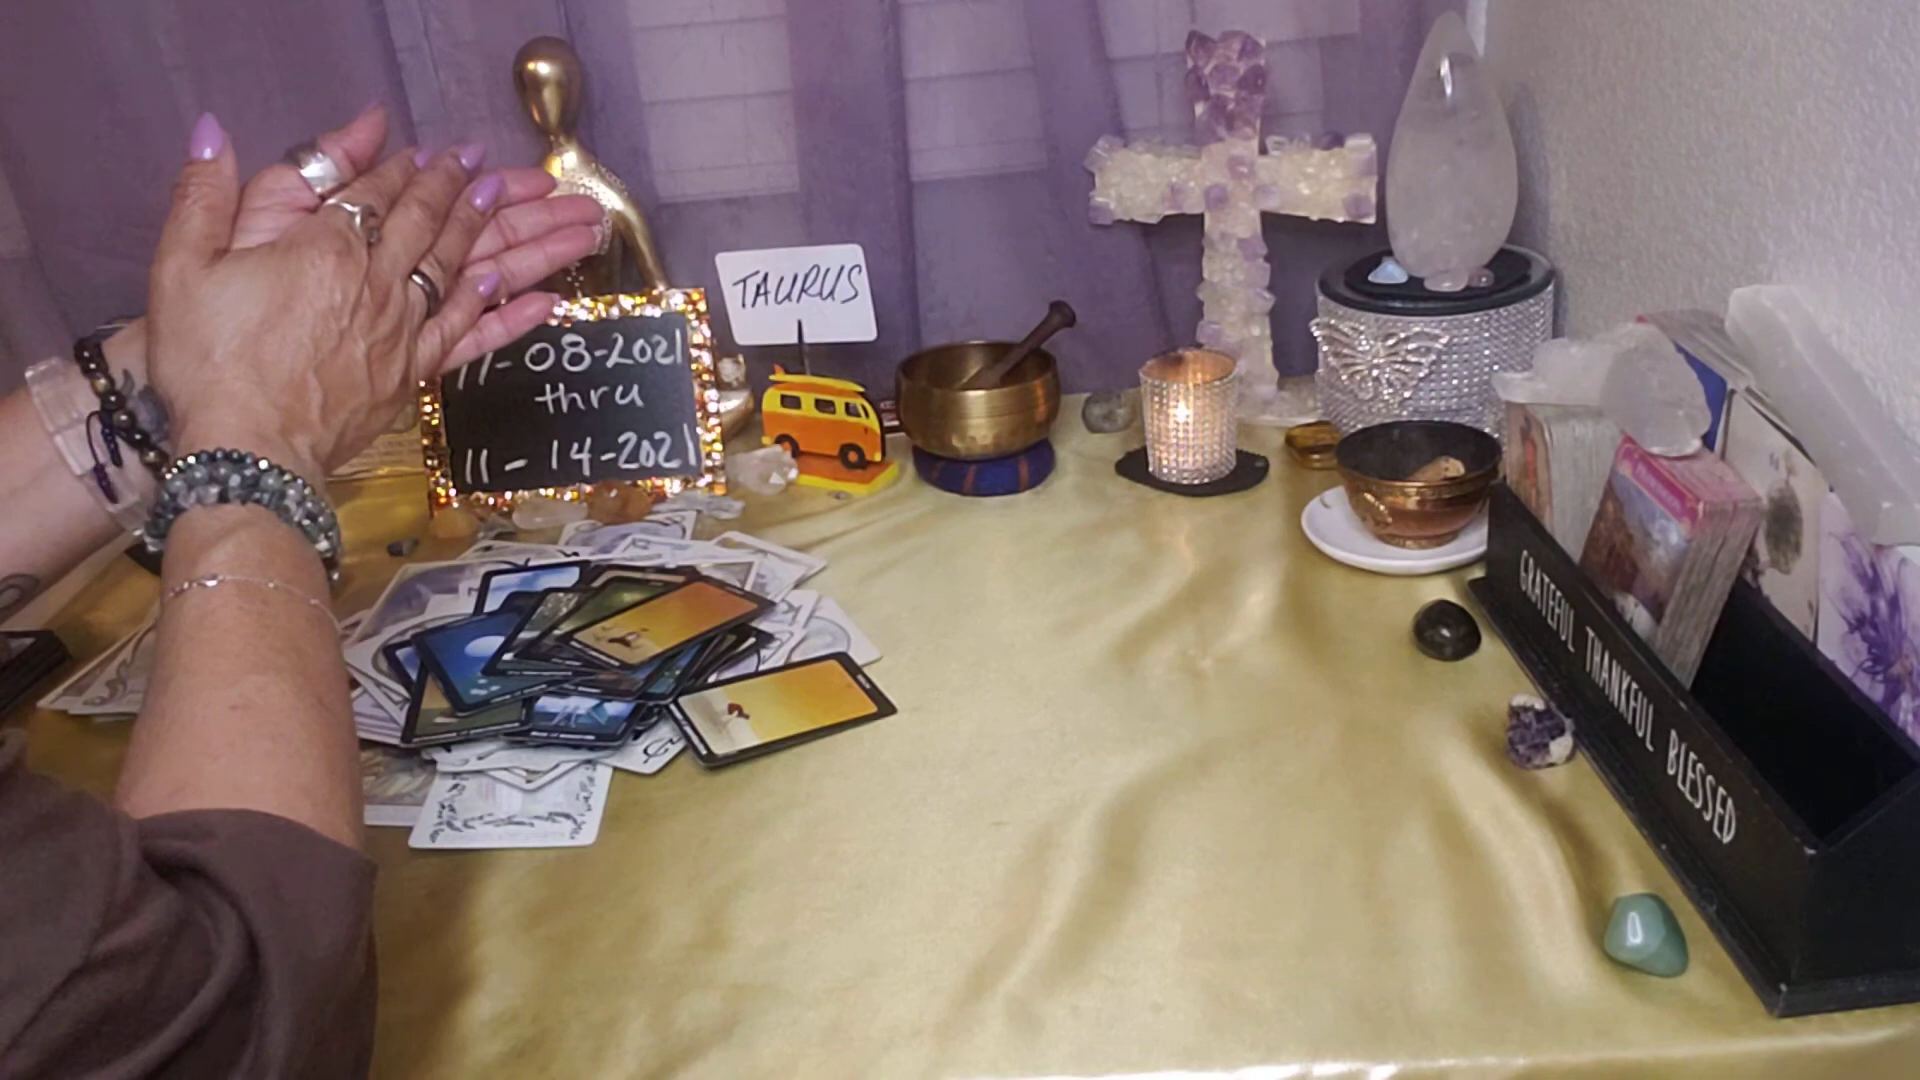 TAURUS
11-08-2021
thru
11-14-2021
GRATEFUL THANKFUL BLESSED